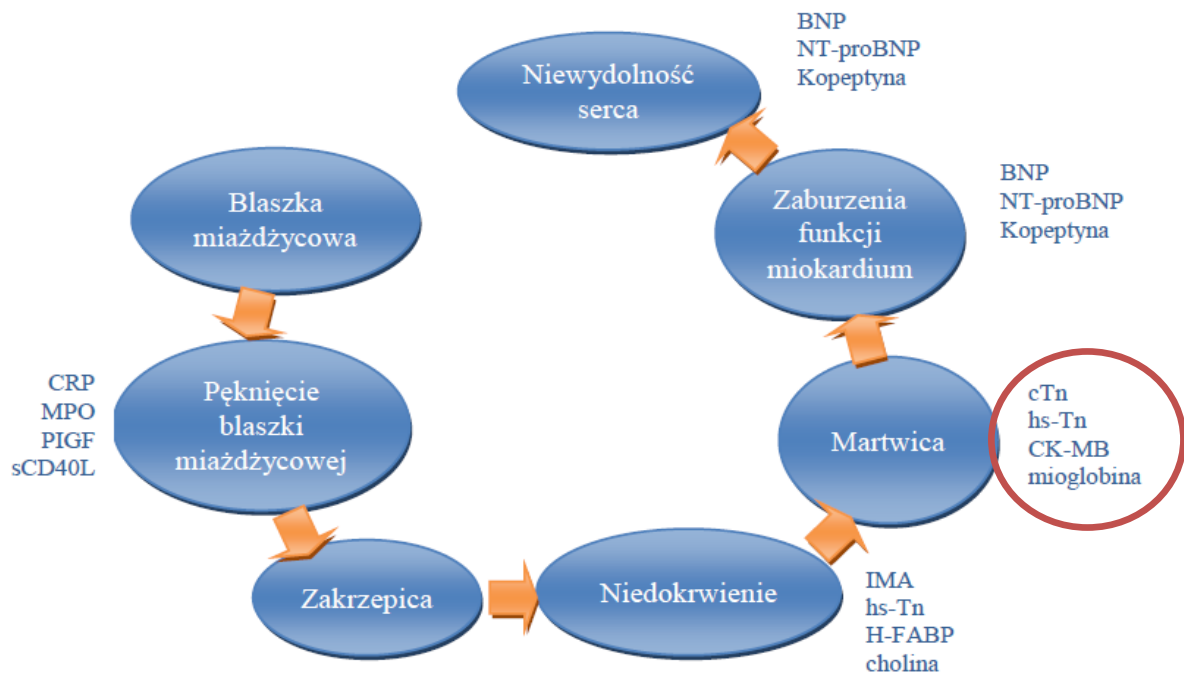 Blaszka
miażdżycowa
CRP
MPO
PIGF
sCD40L
Pęknięcie
blaszki
miażdżycowej
Zakrzepica
Niedokrwienie
IMA
hs-Tn
H-FABP
cholina
Martwica
cTn
hs-Tn
CK-MB
mioglobina
Zaburzenia
funkcji
miokardium
BNP
NT-proBNP
Kopeptyna
Niewydolność
serca
BNP
NT-proBNP
Kopeptyna